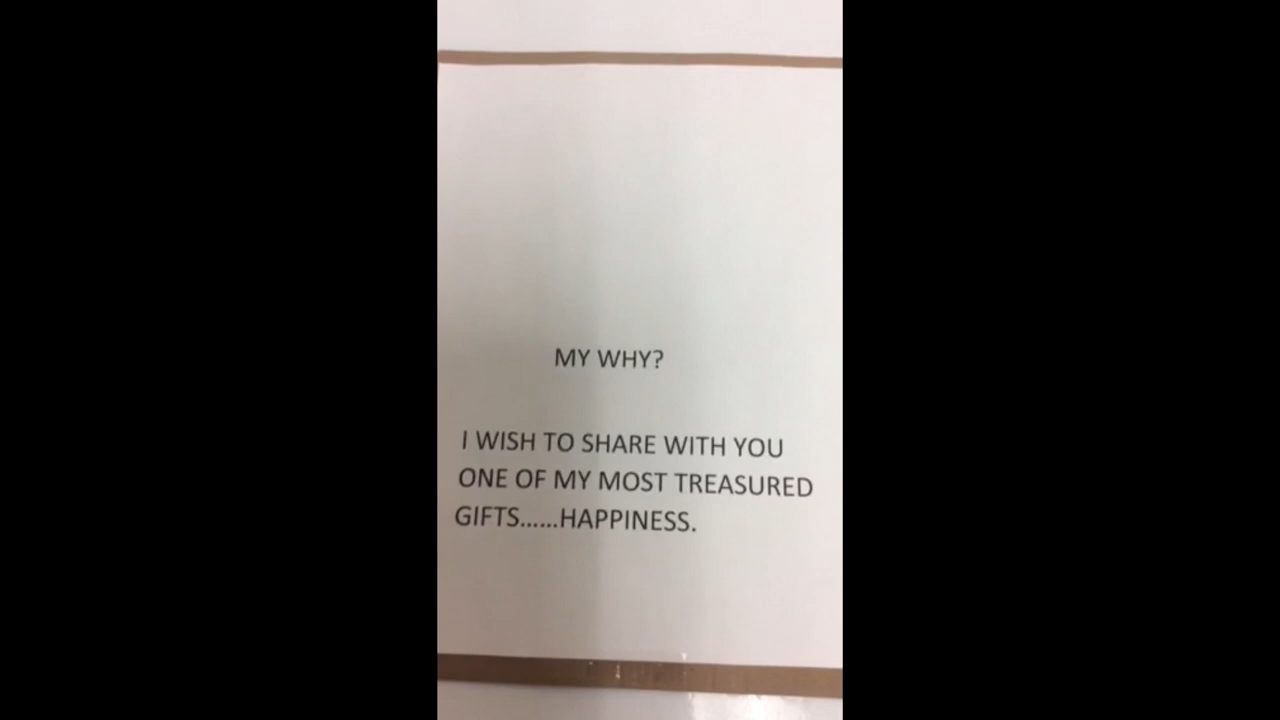 MY WHY?
I WISH TO SHARE WITH YOU
ONE OF MY MOST TREASURED
GIFTS......HAPPINESS.